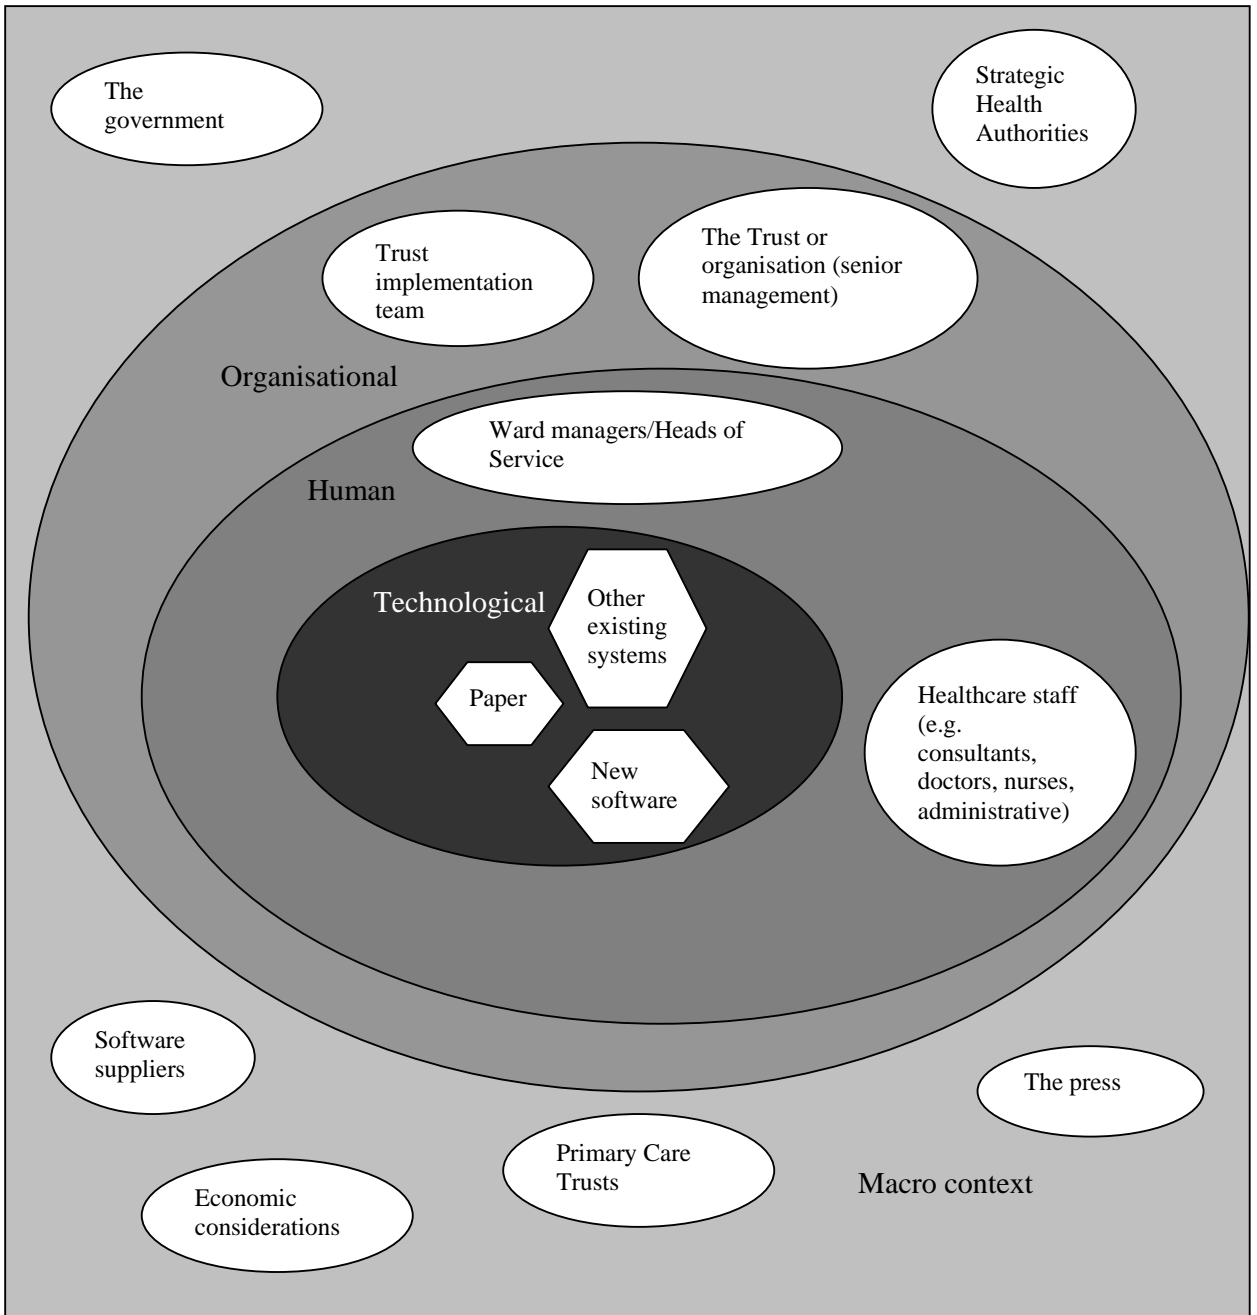 The
government
Strategic
Health
Authorities
Trust
implementation
team
The Trust or
organisation (senior
management)
Organisational
Ward managers/Heads of
Service
Human
Technological
Other
existing
systems
Paper
New
software
Healthcare staff
(e.g.
consultants,
doctors, nurses,
administrative)
Software
suppliers
The press
Primary Care
Trusts
Macro context
Economic
considerations